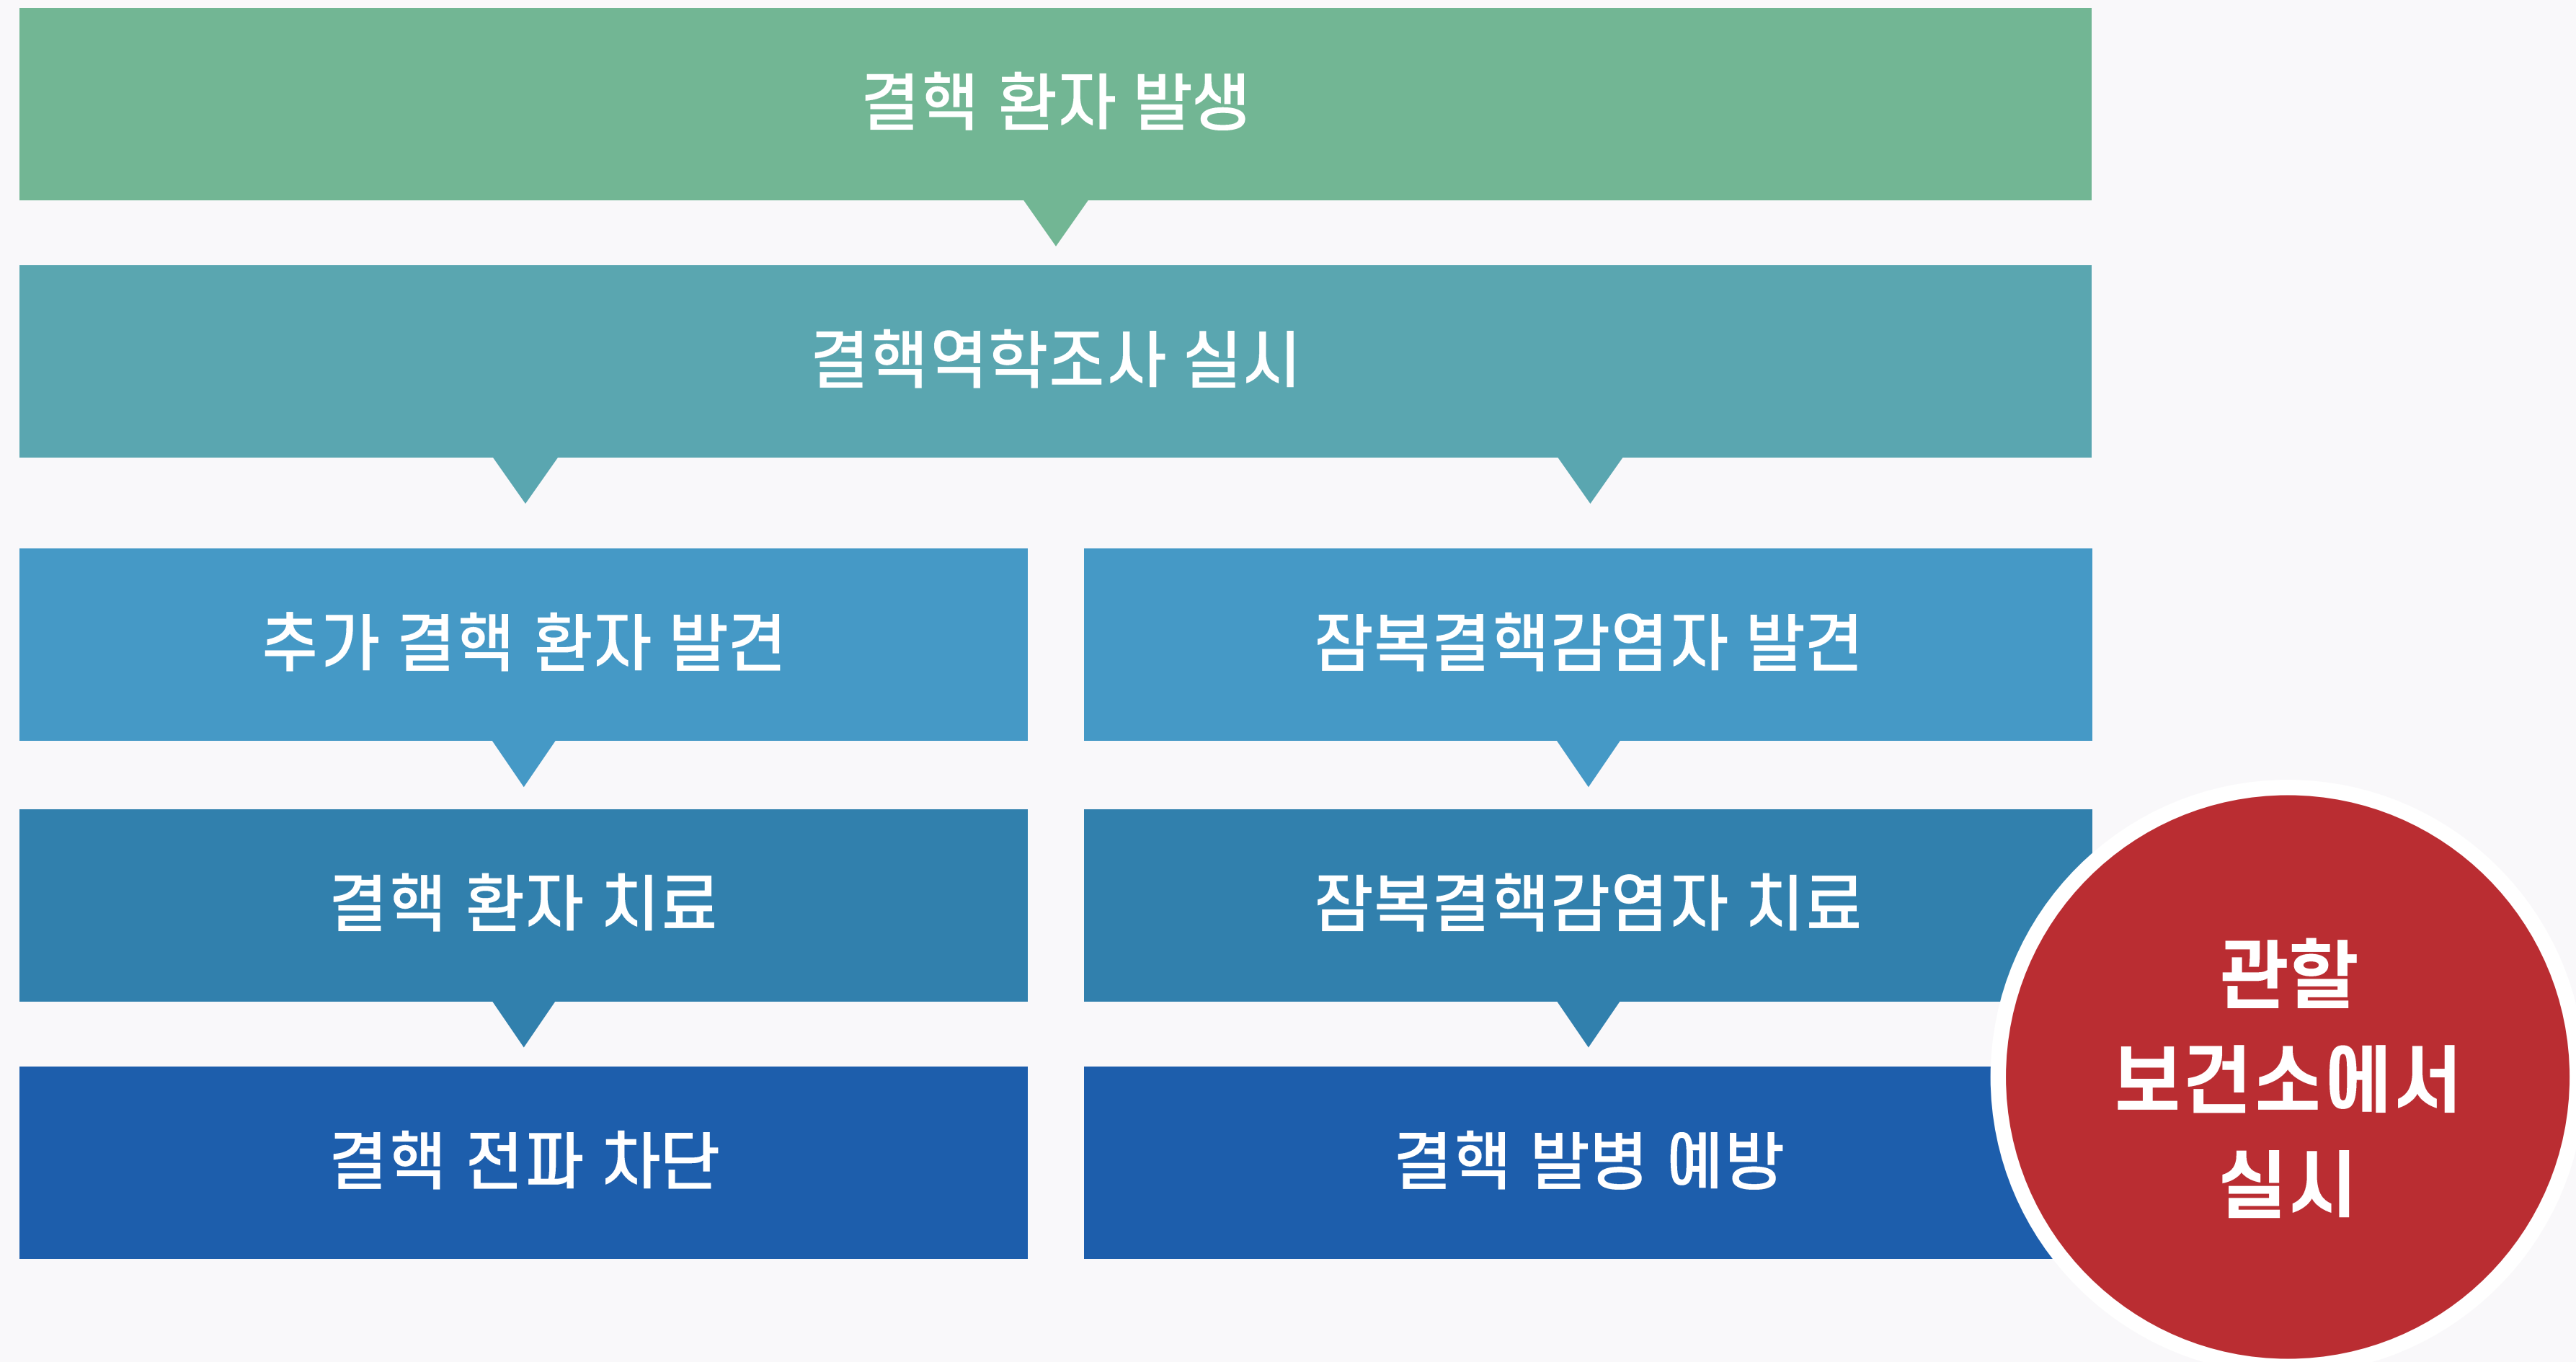 결핵 환자 발생
결핵역학조사 실시
추가 결핵 환자 발견
잠복결핵감염자 발견
결핵 환자 치료
잠복결핵감염자 치료
결핵 전파 차단
결핵 발병 예방
관할
보건소에서
실시